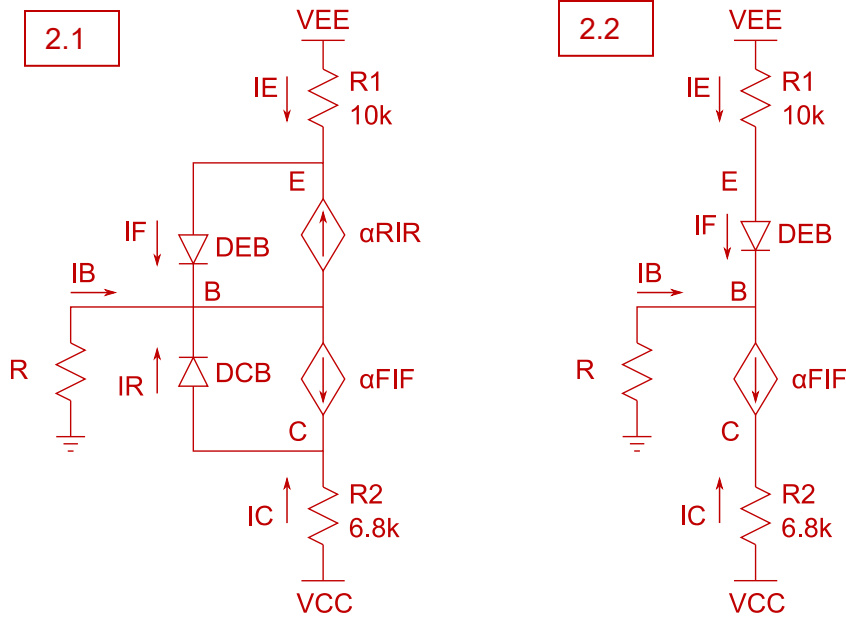 2.1
VEE
IE
R1
10k
E
IF
DEB
αRIR
IB
B
R
IR
DCB
αFIF
C
IC
R2
6.8k
VCC
2.2
VEE
IE
R1
10k
E
IF
DEB
IB
B
R
αFIF
C
IC
R2
6.8k
VCC